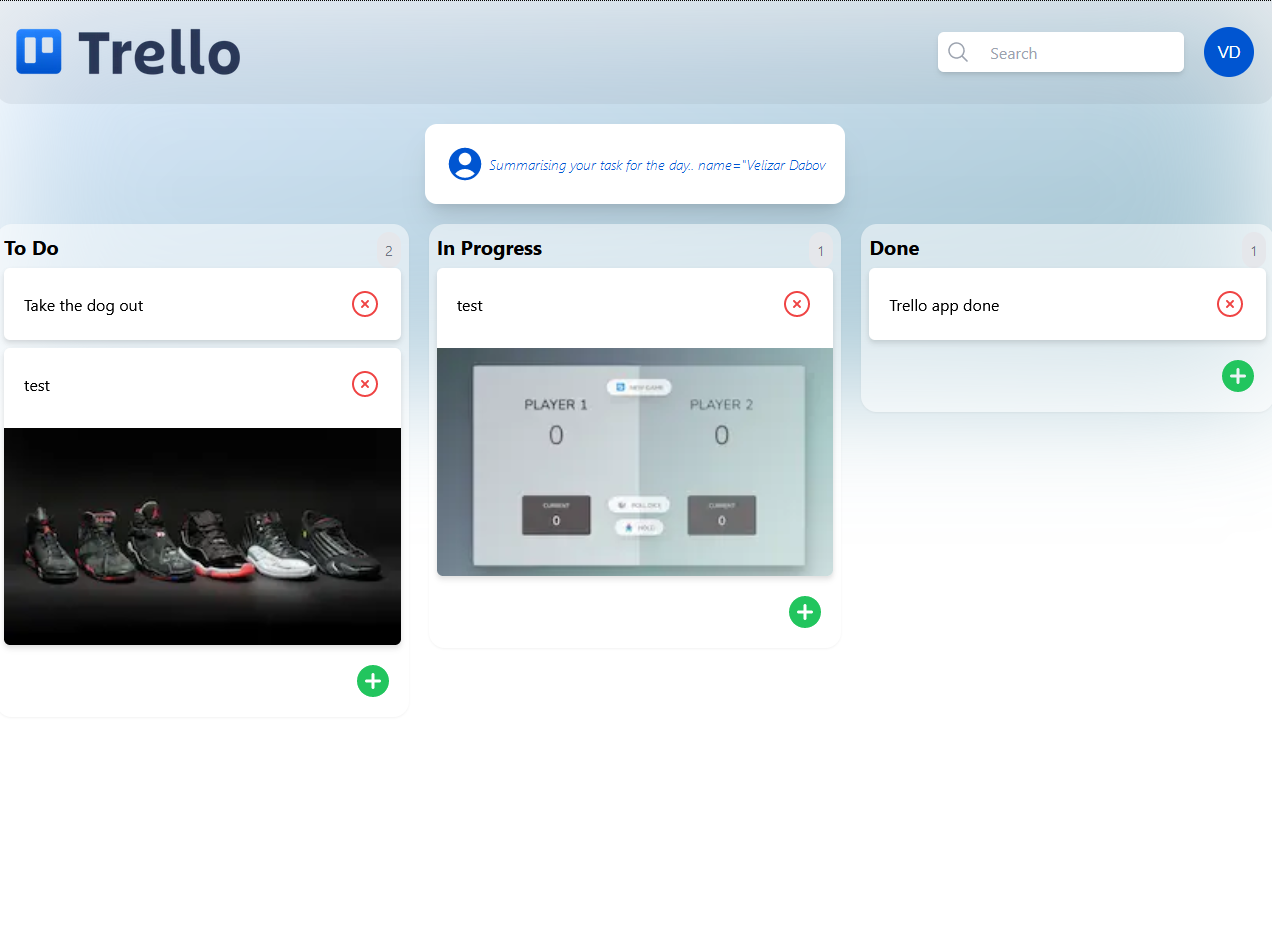 Trello
Search
VD
Summarising your task for the day.. name="Velizar Dabov
To Do
2
Take the dog out
test
In Progress
1
test
NEW GAME
PLAYER 1
0
PLAYER 2
0
CURRENT
0
ROLL DICE
HOLD
CURRENT
0
Done
1
Trello app done